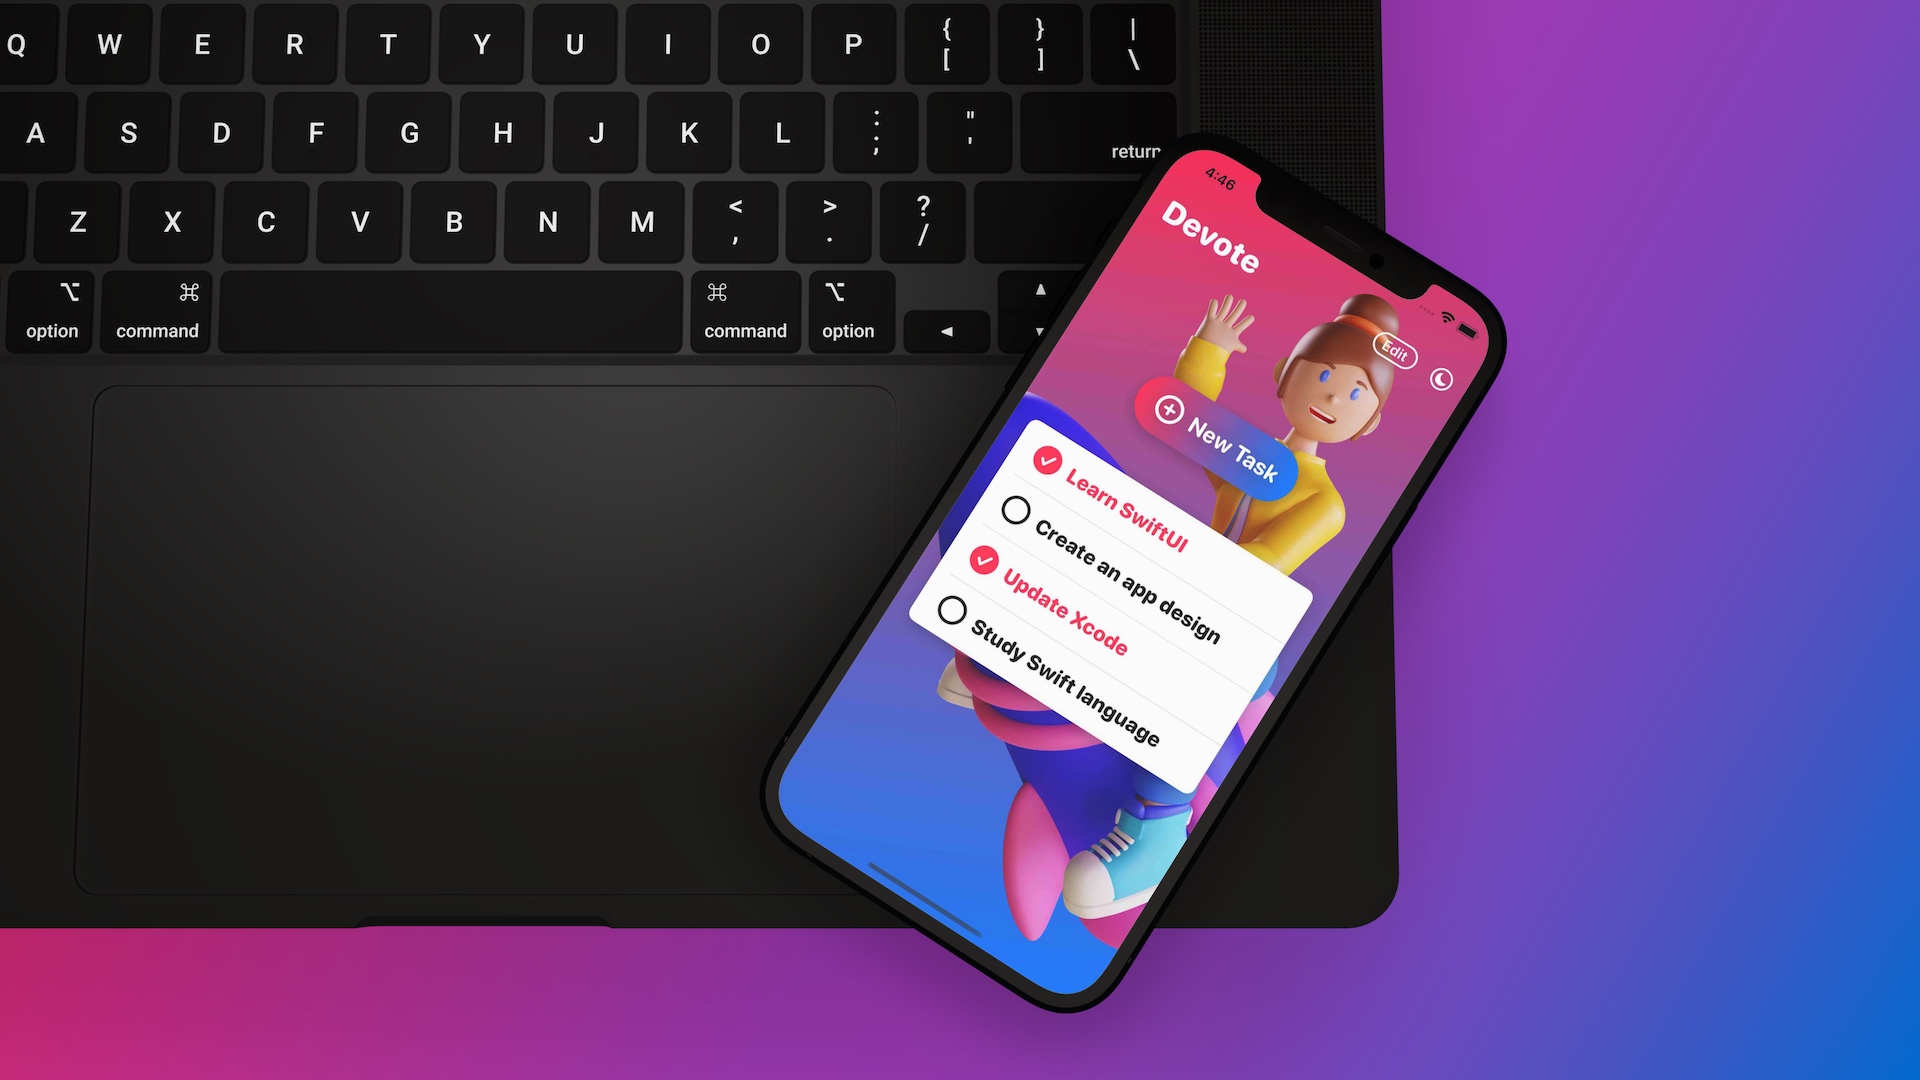 Q W E R T Y U I O P { [ } ] | \
A S D F G H J K L : ; " ' return
Z X C V B N M < , > . ? /
⌥ option ⌘ command ⌘ command ⌥ option ◄ ▲ ▼
4:46
Devote
Edit
New Task
Learn SwiftUI
Create an app design
Update Xcode
Study Swift language